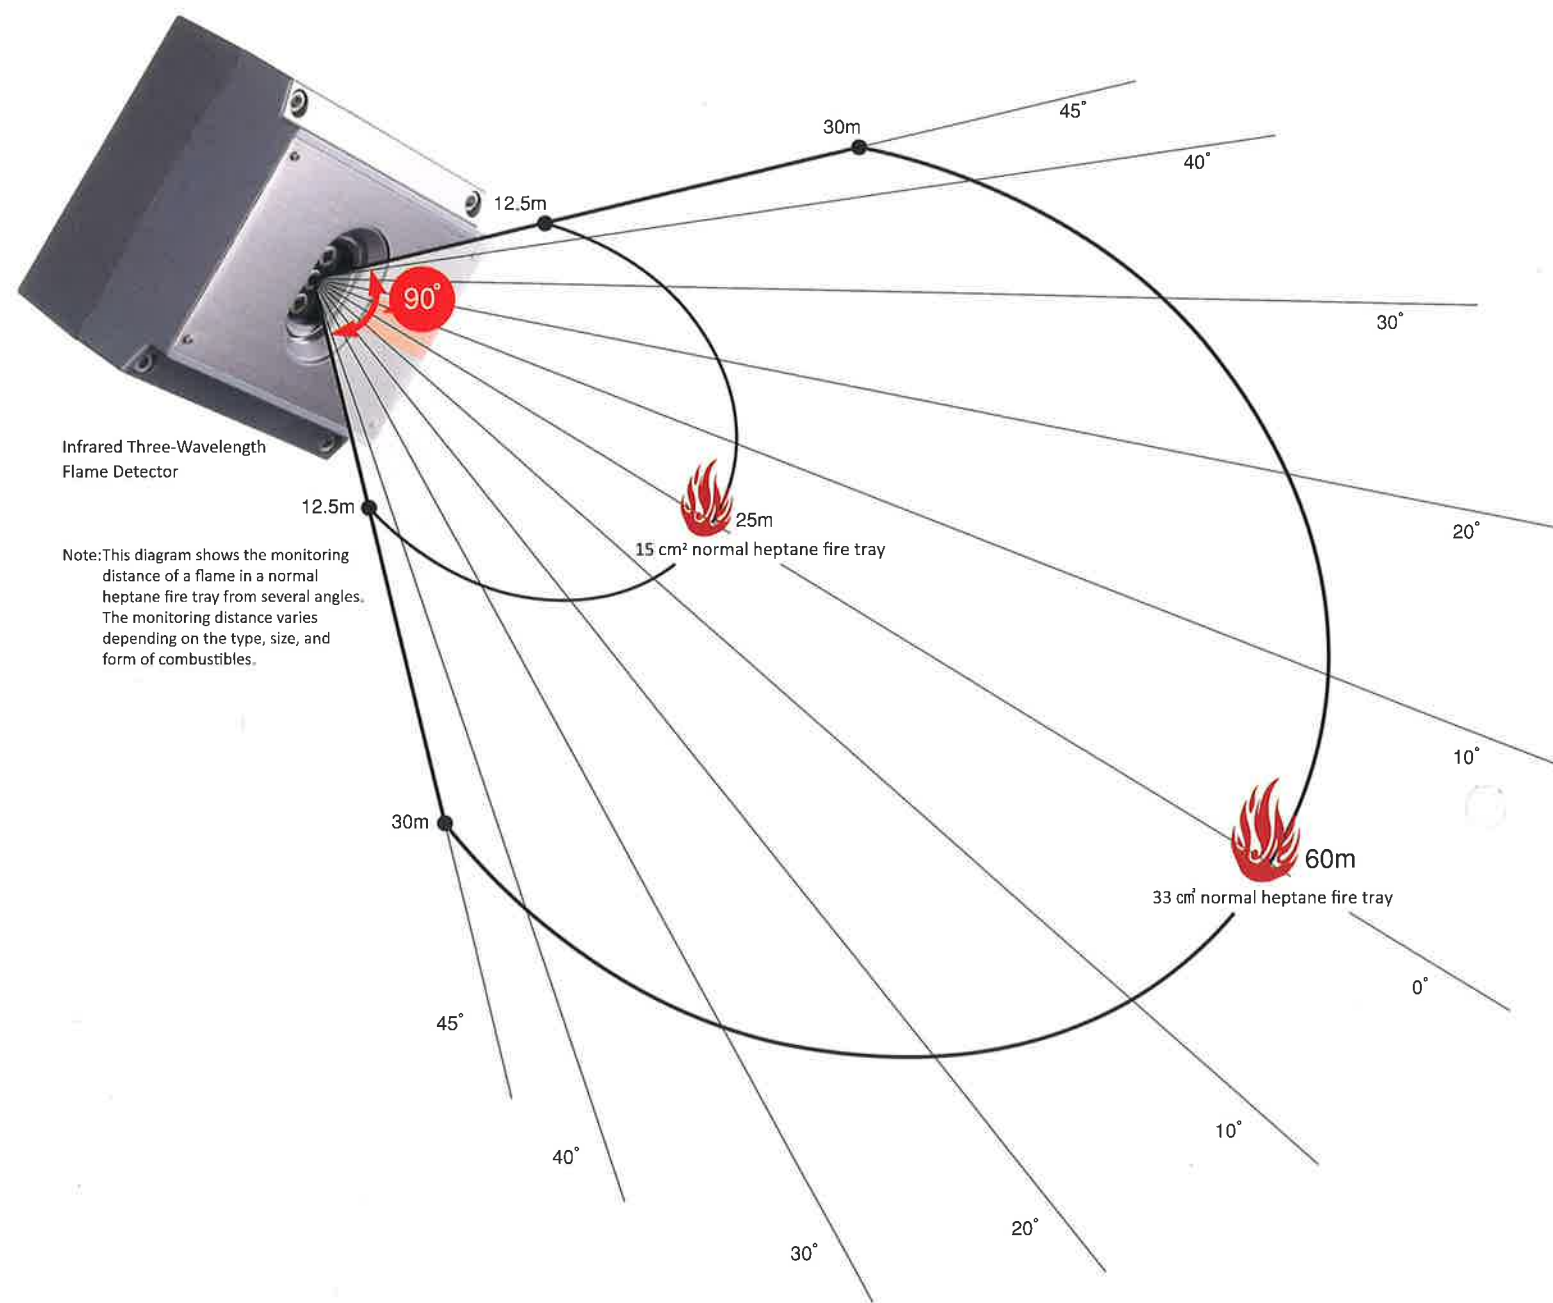 45°
30m
40°
12.5m
90°
30°
Infrared Three-Wavelength
Flame Detector
12.5m
25m
20°
15 cm² normal heptane fire tray
Note:This diagram shows the monitoring
distance of a flame in a normal
heptane fire tray from several angles.
The monitoring distance varies
depending on the type, size, and
form of combustibles.
10°
30m
60m
33 cm² normal heptane fire tray
0°
45°
10°
40°
20°
30°